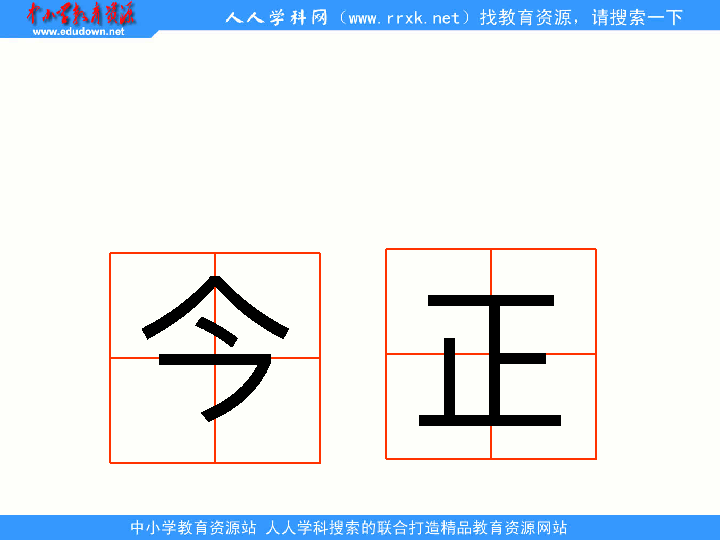 中小学教育资源
www.edudown.net
人人学科网（www.rrxk.net）找教育资源，请搜索一下
今 正
中小学教育资源站 人人学科搜索的联合打造精品教育资源网站